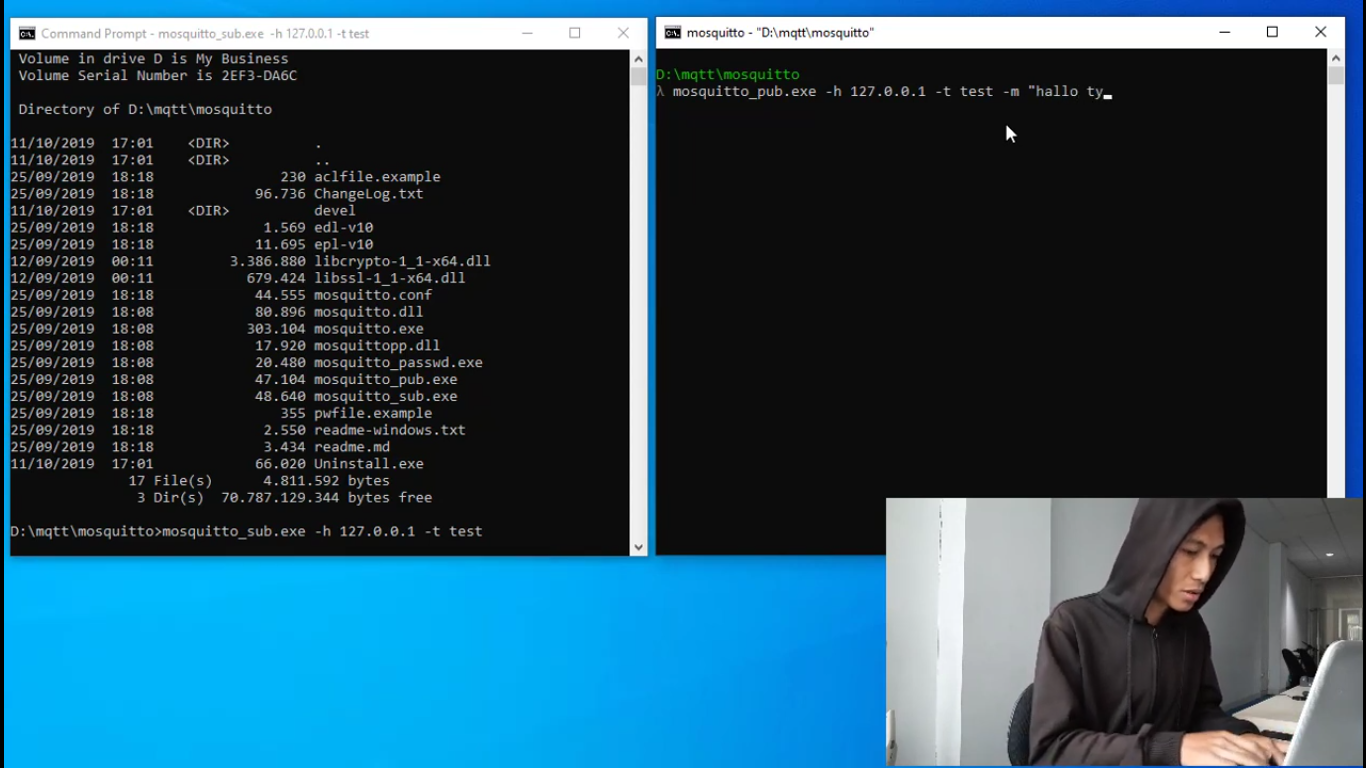 Command Prompt - mosquitto_sub.exe -h 127.0.0.1 -t test
Volume in drive D is My Business
Volume Serial Number is 2EF3-DA6C
Directory of D:\mqtt\mosquitto
11/10/2019 17:01 <DIR> .
11/10/2019 17:01 <DIR> ..
25/09/2019 18:18 230 aclfile.example
25/09/2019 18:18 96.736 ChangeLog.txt
11/10/2019 17:01 <DIR> devel
25/09/2019 18:18 1.569 edl-v10
25/09/2019 18:18 11.695 epl-v10
12/09/2019 00:11 3.386.880 libcrypto-1_1-x64.dll
12/09/2019 00:11 679.424 libssl-1_1-x64.dll
25/09/2019 18:18 44.555 mosquitto.conf
25/09/2019 18:08 80.896 mosquitto.dll
25/09/2019 18:08 303.104 mosquitto.exe
25/09/2019 18:08 17.920 mosquittopp.dll
25/09/2019 18:08 20.480 mosquitto_passwd.exe
25/09/2019 18:08 47.104 mosquitto_pub.exe
25/09/2019 18:08 48.640 mosquitto_sub.exe
25/09/2019 18:18 355 pwfile.example
25/09/2019 18:18 2.550 readme-windows.txt
25/09/2019 18:18 3.434 readme.md
11/10/2019 17:01 66.020 Uninstall.exe
17 File(s) 4.811.592 bytes
3 Dir(s) 70.787.129.344 bytes free
D:\mqtt\mosquitto>mosquitto_sub.exe -h 127.0.0.1 -t test
mosquitto - "D:\mqtt\mosquitto"
D:\mqtt\mosquitto
λ mosquitto_pub.exe -h 127.0.0.1 -t test -m "hallo ty